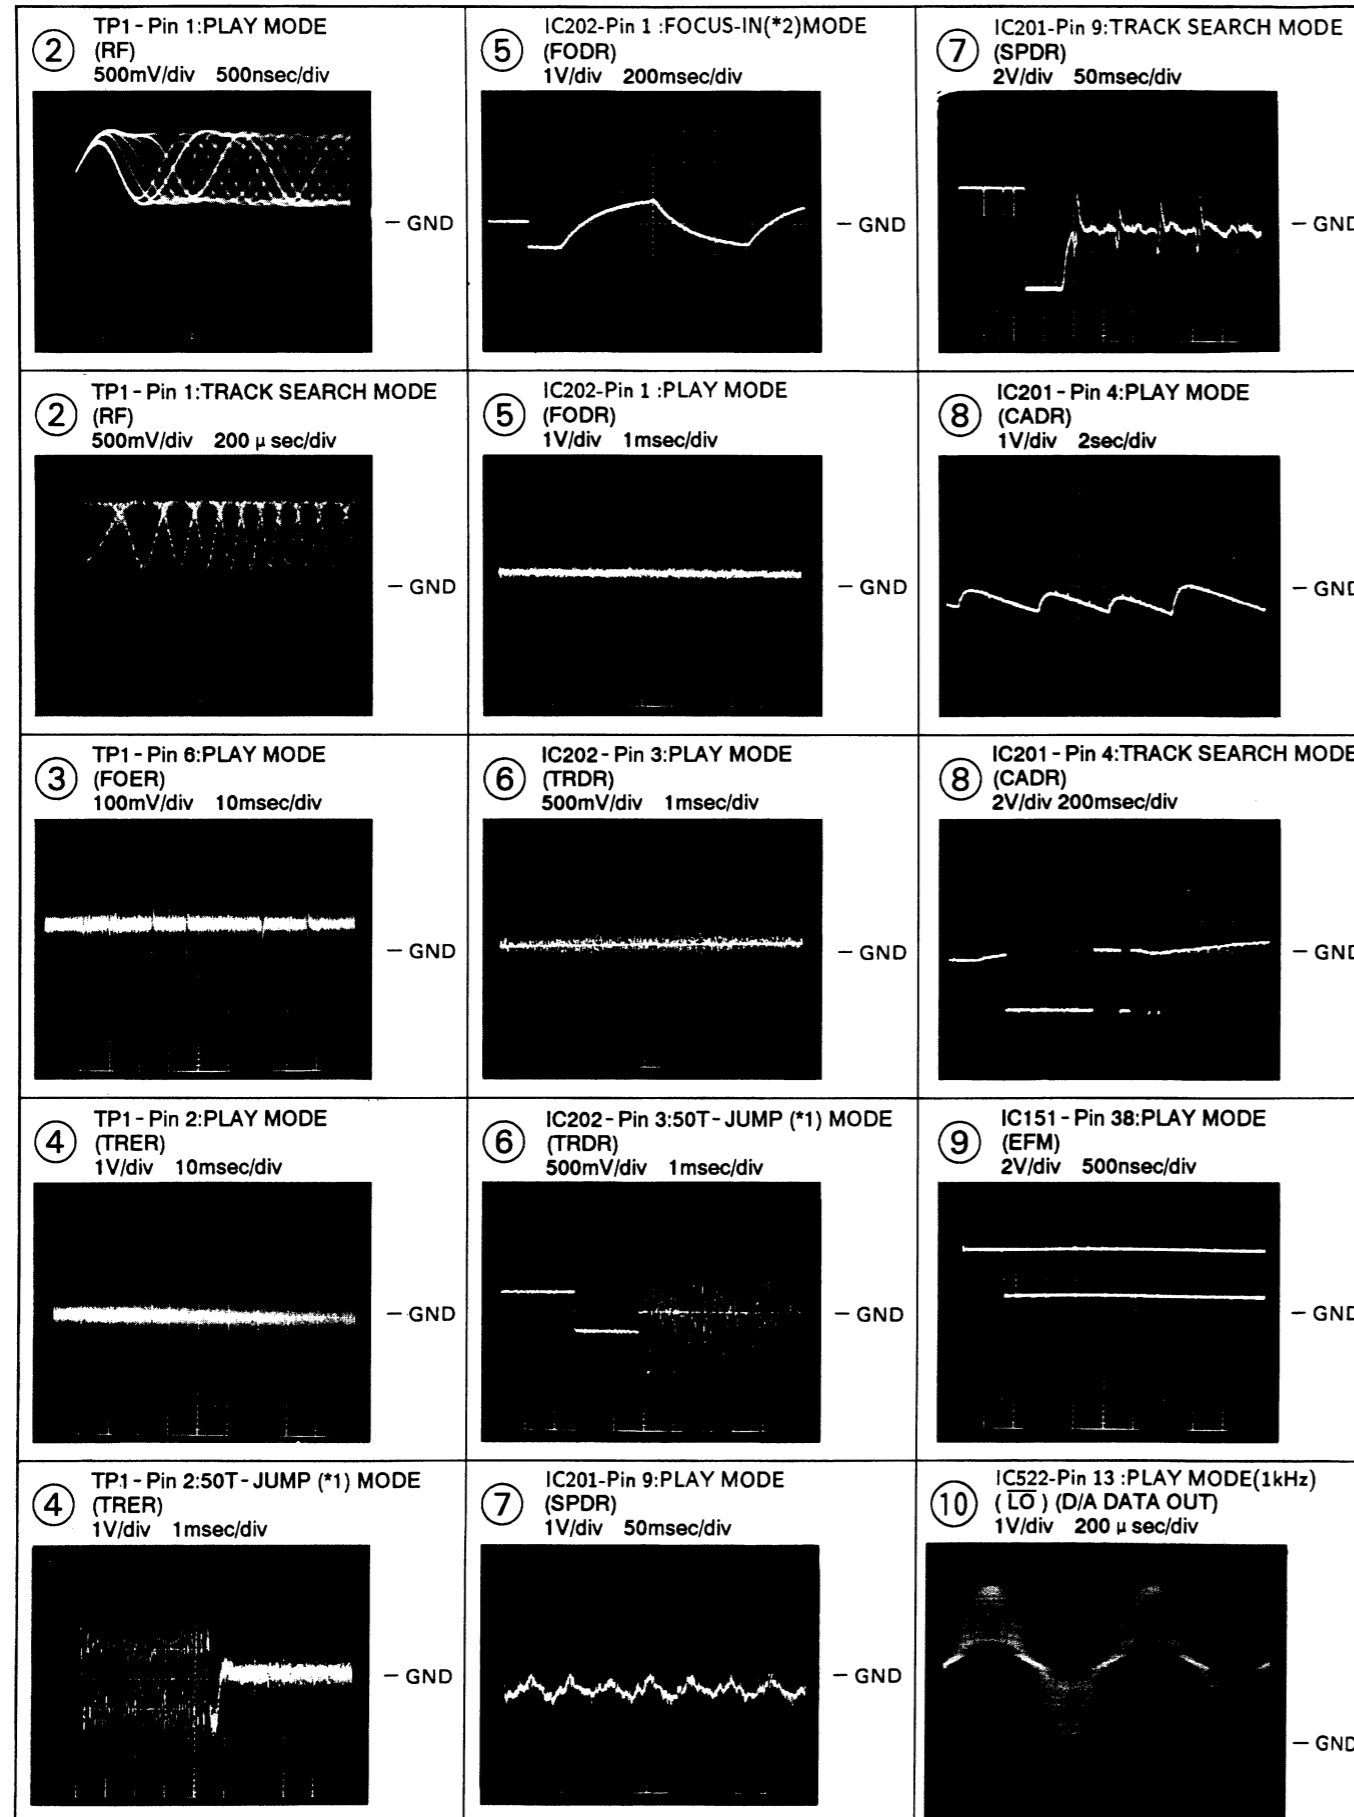 ② TP1-Pin 1:PLAY MODE
(RF)
500mV/div 500nsec/div
– GND
⑤ IC202-Pin 1 :FOCUS-IN(*2)MODE
(FODR)
1V/div 200msec/div
– GND
⑦ IC201-Pin 9:TRACK SEARCH MODE
(SPDR)
2V/div 50msec/div
– GND
② TP1-Pin 1:TRACK SEARCH MODE
(RF)
500mV/div 200 μ sec/div
– GND
⑤ IC202-Pin 1 :PLAY MODE
(FODR)
1V/div 1msec/div
– GND
⑧ IC201-Pin 4:PLAY MODE
(CADR)
1V/div 2sec/div
– GND
③ TP1-Pin 6:PLAY MODE
(FOER)
100mV/div 10msec/div
– GND
⑥ IC202-Pin 3:PLAY MODE
(TRDR)
500mV/div 1msec/div
– GND
⑧ IC201-Pin 4:TRACK SEARCH MODE
(CADR)
2V/div 200msec/div
– GND
④ TP1-Pin 2:PLAY MODE
(TRER)
1V/div 10msec/div
– GND
⑥ IC202-Pin 3:50T-JUMP (*1) MODE
(TRDR)
500mV/div 1msec/div
– GND
⑨ IC151-Pin 38:PLAY MODE
(EFM)
2V/div 500nsec/div
– GND
④ TP1-Pin 2:50T-JUMP (*1) MODE
(TRER)
1V/div 1msec/div
– GND
⑦ IC201-Pin 9:PLAY MODE
(SPDR)
1V/div 50msec/div
– GND
⑩ IC522-Pin 13 :PLAY MODE(1kHz)
( L̅O̅ ) (D/A DATA OUT)
1V/div 200 μ sec/div
– GND